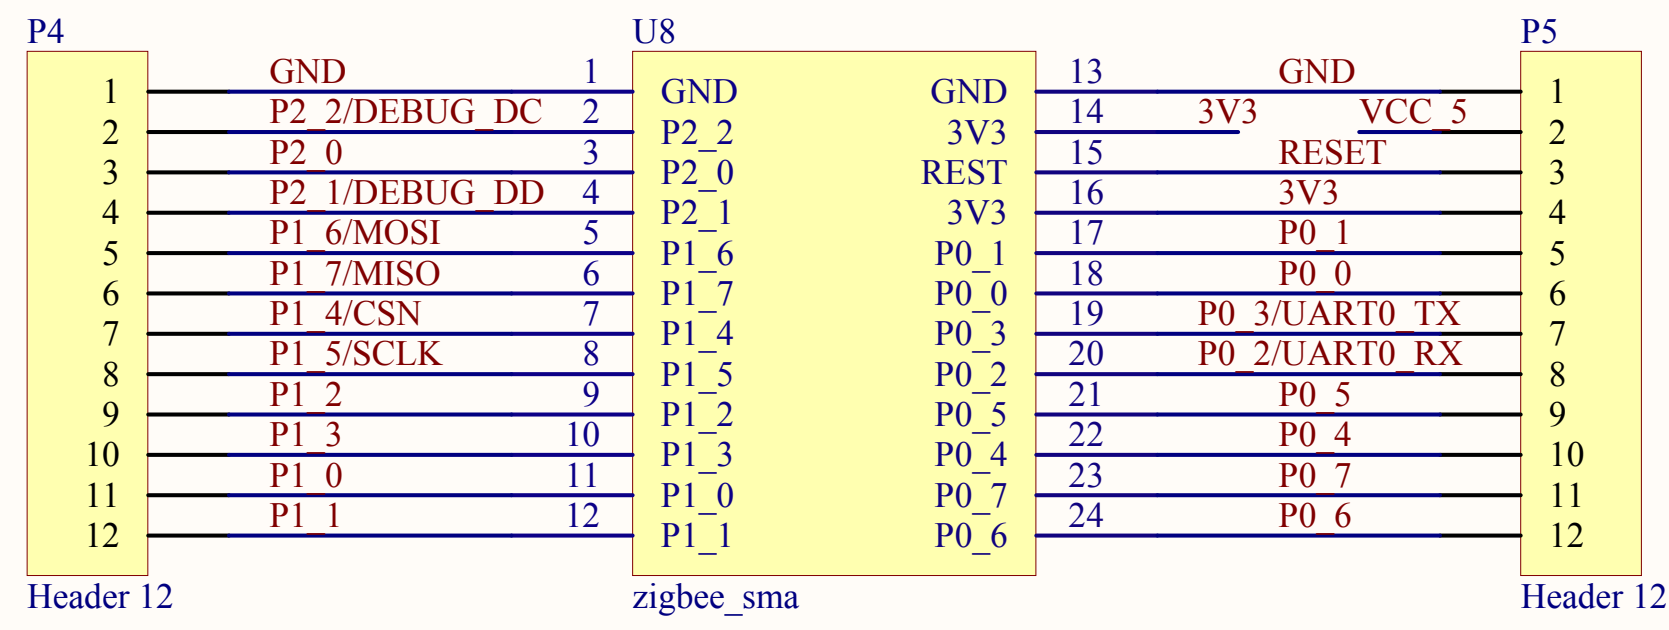 P4 U8 P5
GND 1 13 GND
1 GND GND 1
P2_2/DEBUG_DC 2 14 3V3 VCC_5
2 P2_2 3V3 2
P2_0 3 15 RESET
3 P2_0 REST 3
P2_1/DEBUG_DD 4 16 3V3
4 P2_1 3V3 4
P1_6/MOSI 5 17 P0_1
5 P1_6 P0_1 5
P1_7/MISO 6 18 P0_0
6 P1_7 P0_0 6
P1_4/CSN 7 19 P0_3/UART0_TX
7 P1_4 P0_3 7
P1_5/SCLK 8 20 P0_2/UART0_RX
8 P1_5 P0_2 8
P1_2 9 21 P0_5
9 P1_2 P0_5 9
P1_3 10 22 P0_4
10 P1_3 P0_4 10
P1_0 11 23 P0_7
11 P1_0 P0_7 11
P1_1 12 24 P0_6
12 P1_1 P0_6 12
Header 12 zigbee_sma Header 12